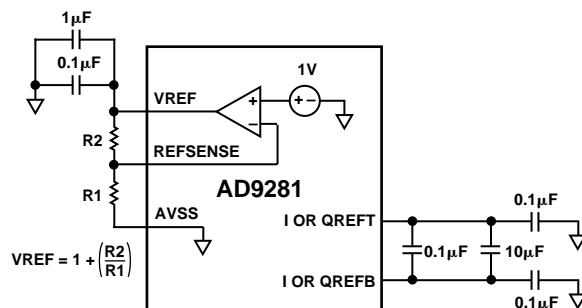 1μF
0.1μF
1V
VREF
+
+ −
−
R2
REFSENSE
R1
AD9281
AVSS
VREF = 1 + (R2/R1)
I OR QREFT
0.1μF
0.1μF
10μF
I OR QREFB
0.1μF